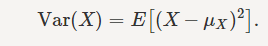 Var(X) = E[(X − μ_X)²].